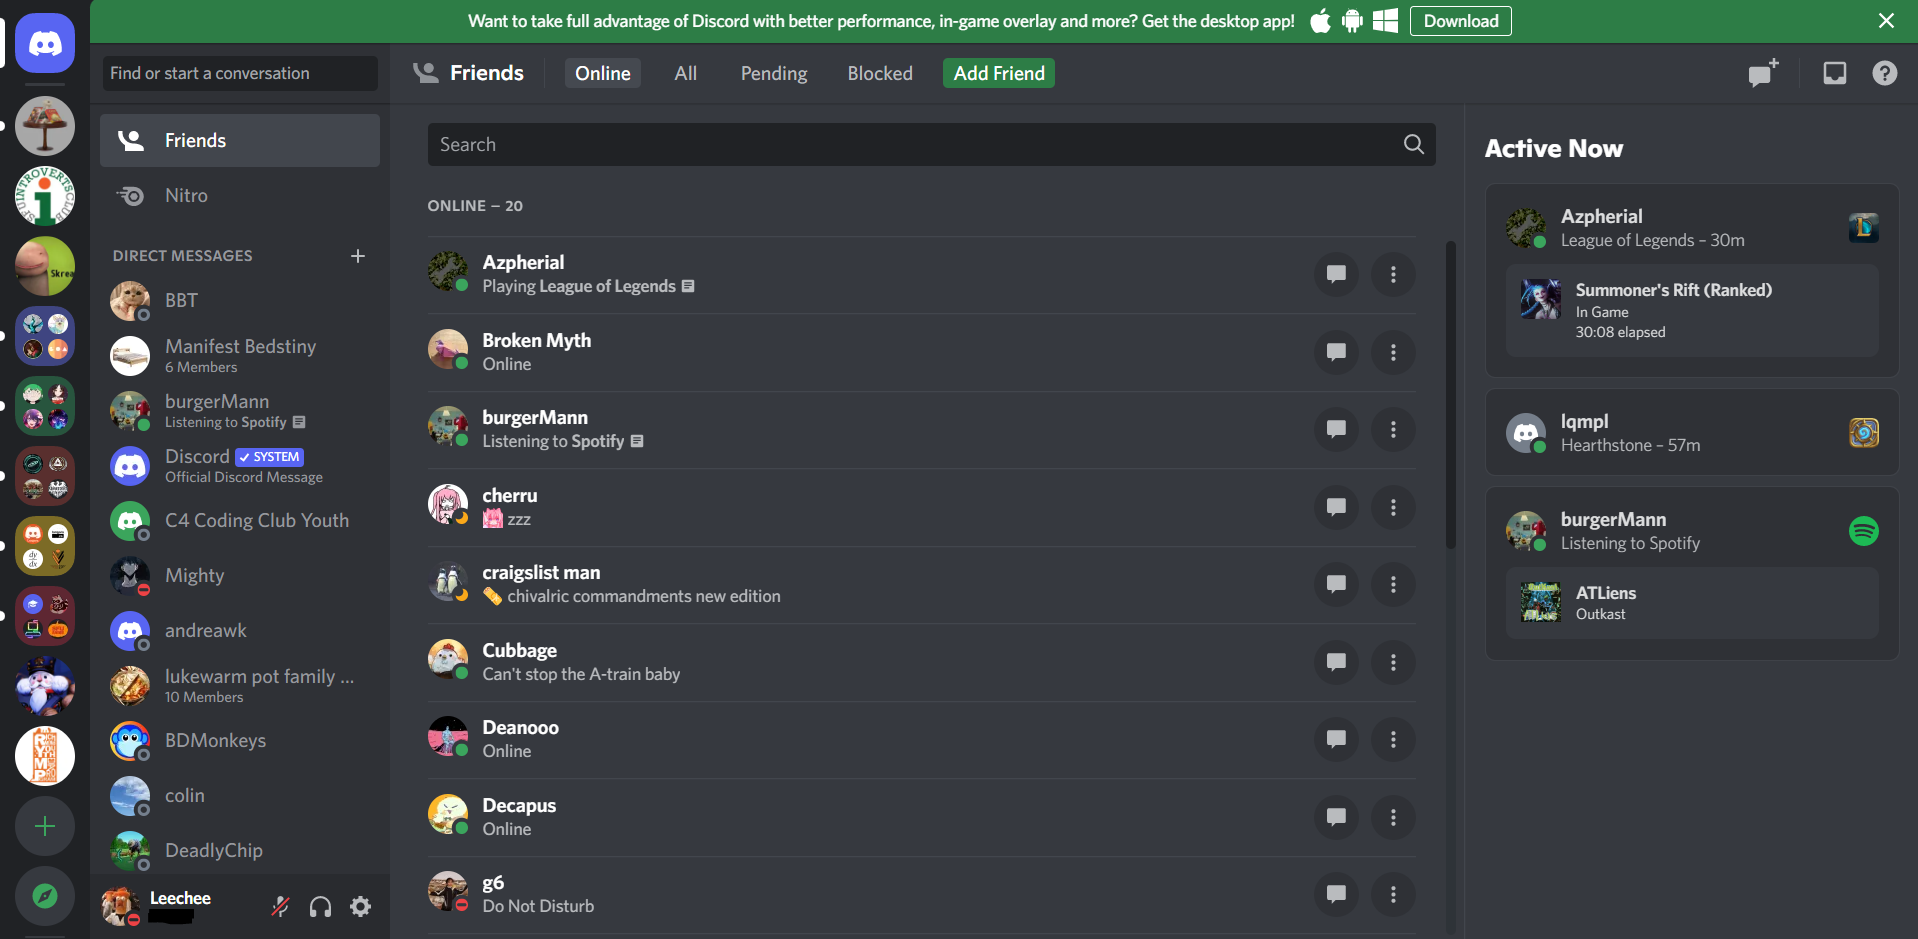 Want to take full advantage of Discord with better performance, in-game overlay and more? Get the desktop app!
Download
Find or start a conversation
Friends
Online
All
Pending
Blocked
Add Friend
Friends
Nitro
DIRECT MESSAGES
BBT
Manifest Bedstiny
6 Members
burgerMann
Listening to Spotify
Discord
SYSTEM
Official Discord Message
C4 Coding Club Youth
Mighty
andreawk
lukewarm pot family ...
10 Members
BDMonkeys
colin
DeadlyChip
Leechee
Search
ONLINE – 20
Azpherial
Playing League of Legends
Broken Myth
Online
burgerMann
Listening to Spotify
cherru
zzz
craigslist man
chivalric commandments new edition
Cubbage
Can't stop the A-train baby
Deanooo
Online
Decapus
Online
g6
Do Not Disturb
Active Now
Azpherial
League of Legends – 30m
Summoner's Rift (Ranked)
In Game
30:08 elapsed
lqmpl
Hearthstone – 57m
burgerMann
Listening to Spotify
ATLiens
Outkast
SFU INTROVERTS CLUB
Skrea